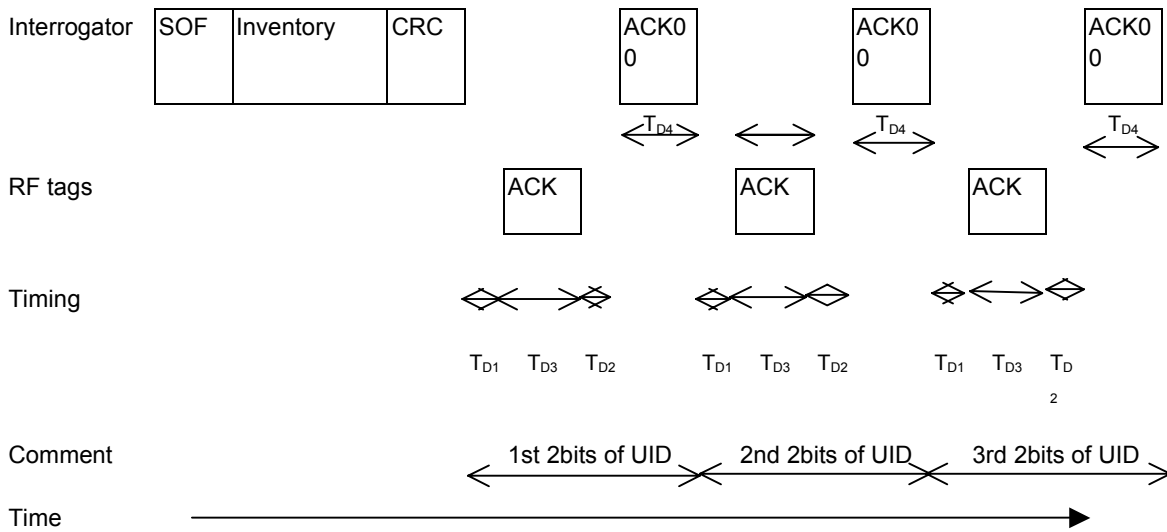 Interrogator SOF Inventory CRC ACK0 ACK0 ACK0
0 0 0
TD4 TD4 TD4
RF tags ACK ACK ACK
Timing
TD1 TD3 TD2 TD1 TD3 TD2 TD1 TD3 TD
2
Comment 1st 2bits of UID 2nd 2bits of UID 3rd 2bits of UID
Time